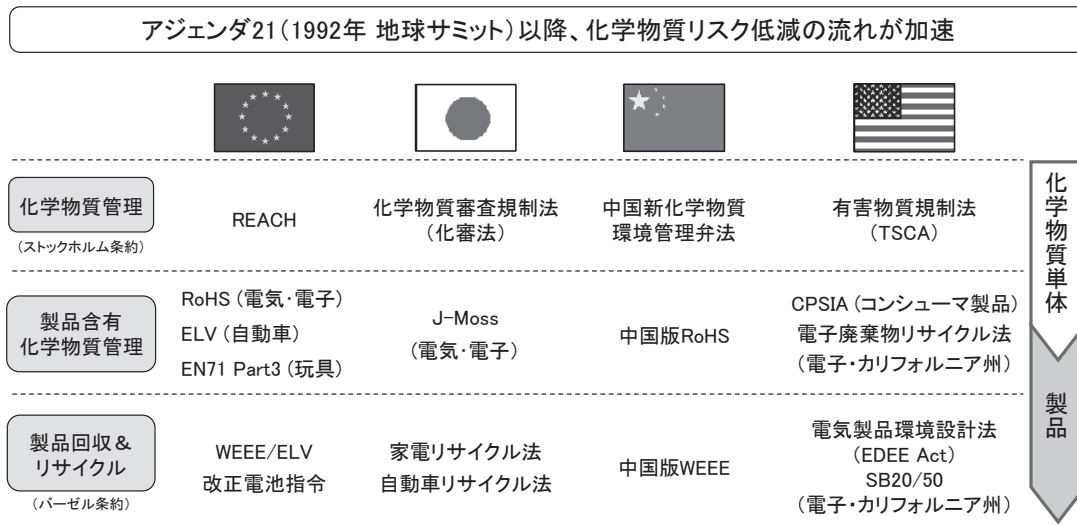 アジェンダ21(1992年 地球サミット)以降、化学物質リスク低減の流れが加速
化学物質管理
(ストックホルム条約)
REACH
化学物質審査規制法
(化審法)
中国新化学物質
環境管理弁法
有害物質規制法
(TSCA)
製品含有
化学物質管理
RoHS (電気・電子)
ELV (自動車)
EN71 Part3 (玩具)
J-Moss
(電気・電子)
中国版RoHS
CPSIA (コンシューマ製品)
電子廃棄物リサイクル法
(電子・カリフォルニア州)
製品回収&
リサイクル
(バーゼル条約)
WEEE/ELV
改正電池指令
家電リサイクル法
自動車リサイクル法
中国版WEEE
電気製品環境設計法
(EDEE Act)
SB20/50
(電子・カリフォルニア州)
化学物質単体
製品